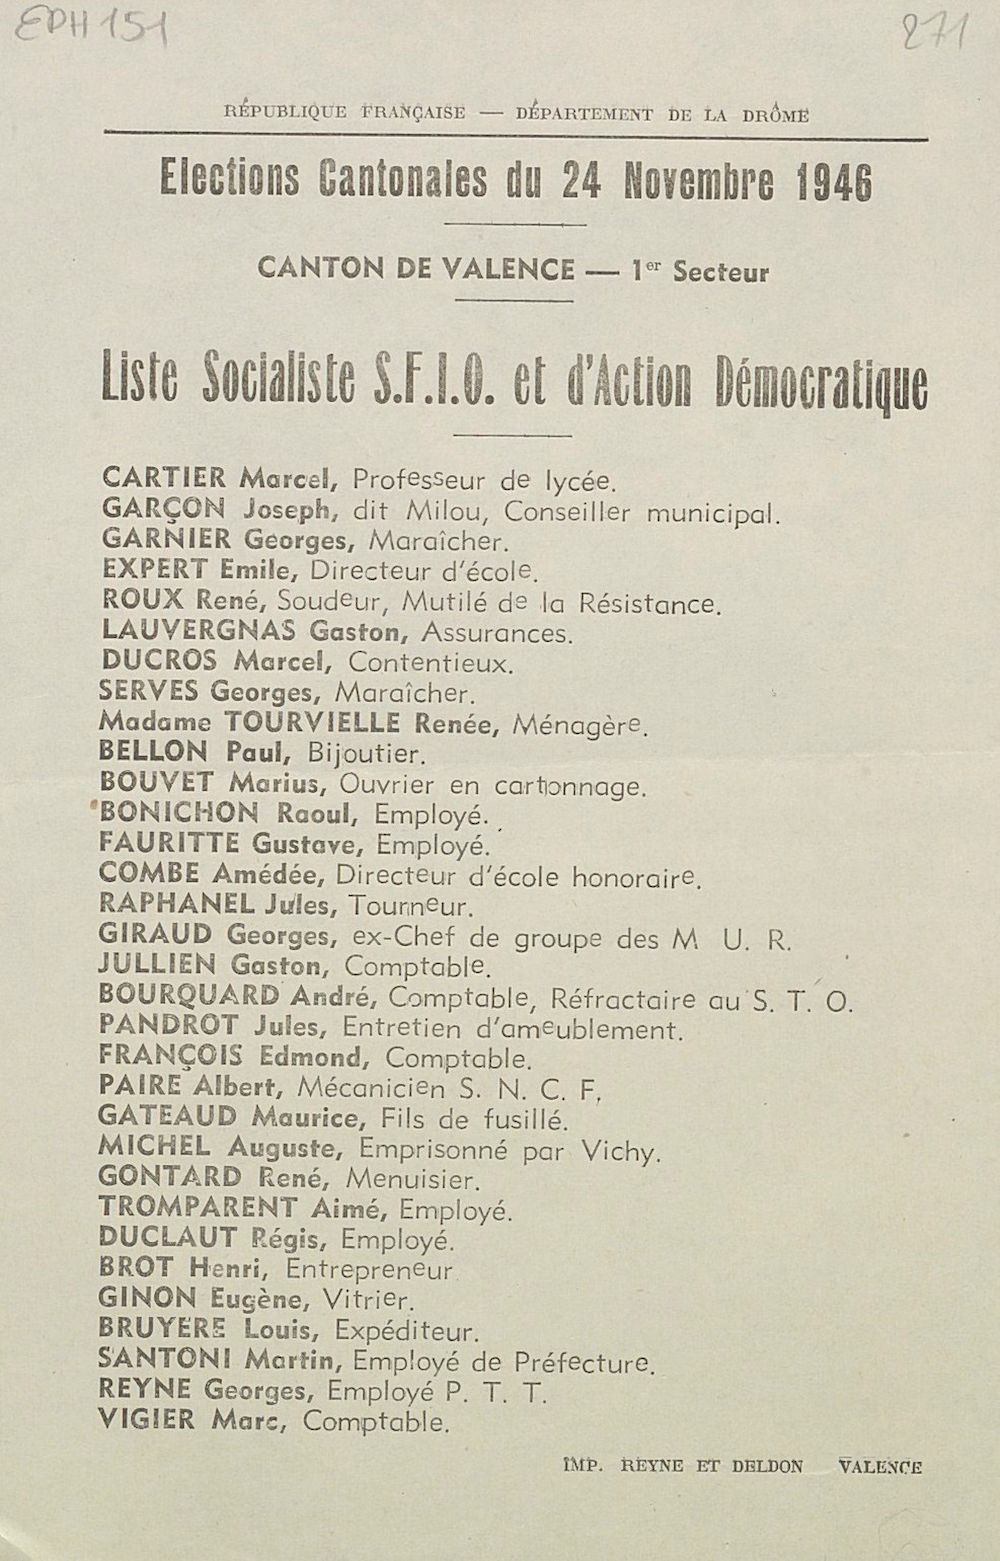 EPH 151
271
RÉPUBLIQUE FRANÇAISE — DÉPARTEMENT DE LA DRÔME
Elections Cantonales du 24 Novembre 1946
CANTON DE VALENCE — 1er Secteur
Liste Socialiste S.F.I.O. et d'Action Démocratique
CARTIER Marcel, Professeur de lycée.
GARÇON Joseph, dit Milou, Conseiller municipal.
GARNIER Georges, Maraîcher.
EXPERT Emile, Directeur d'école.
ROUX René, Soudeur, Mutilé de la Résistance.
LAUVERGNAS Gaston, Assurances.
DUCROS Marcel, Contentieux.
SERVES Georges, Maraîcher.
Madame TOURVIELLE Renée, Ménagère.
BELLON Paul, Bijoutier.
BOUVET Marius, Ouvrier en cartonnage.
BONICHON Raoul, Employé.
FAURITTE Gustave, Employé.
COMBE Amédée, Directeur d'école honoraire.
RAPHANEL Jules, Tourneur.
GIRAUD Georges, ex-Chef de groupe des M U. R.
JULLIEN Gaston, Comptable.
BOURQUARD André, Comptable, Réfractaire au S. T. O.
PANDROT Jules, Entretien d'ameublement.
FRANÇOIS Edmond, Comptable.
PAIRE Albert, Mécanicien S. N. C. F.
GATEAUD Maurice, Fils de fusillé.
MICHEL Auguste, Emprisonné par Vichy.
GONTARD René, Menuisier.
TROMPARENT Aimé, Employé.
DUCLAUT Régis, Employé.
BROT Henri, Entrepreneur
GINON Eugène, Vitrier.
BRUYÈRE Louis, Expéditeur.
SANTONI Martin, Employé de Préfecture.
REYNE Georges, Employé P. T. T.
VIGIER Marc, Comptable.
IMP. REYNE ET DELDON VALENCE